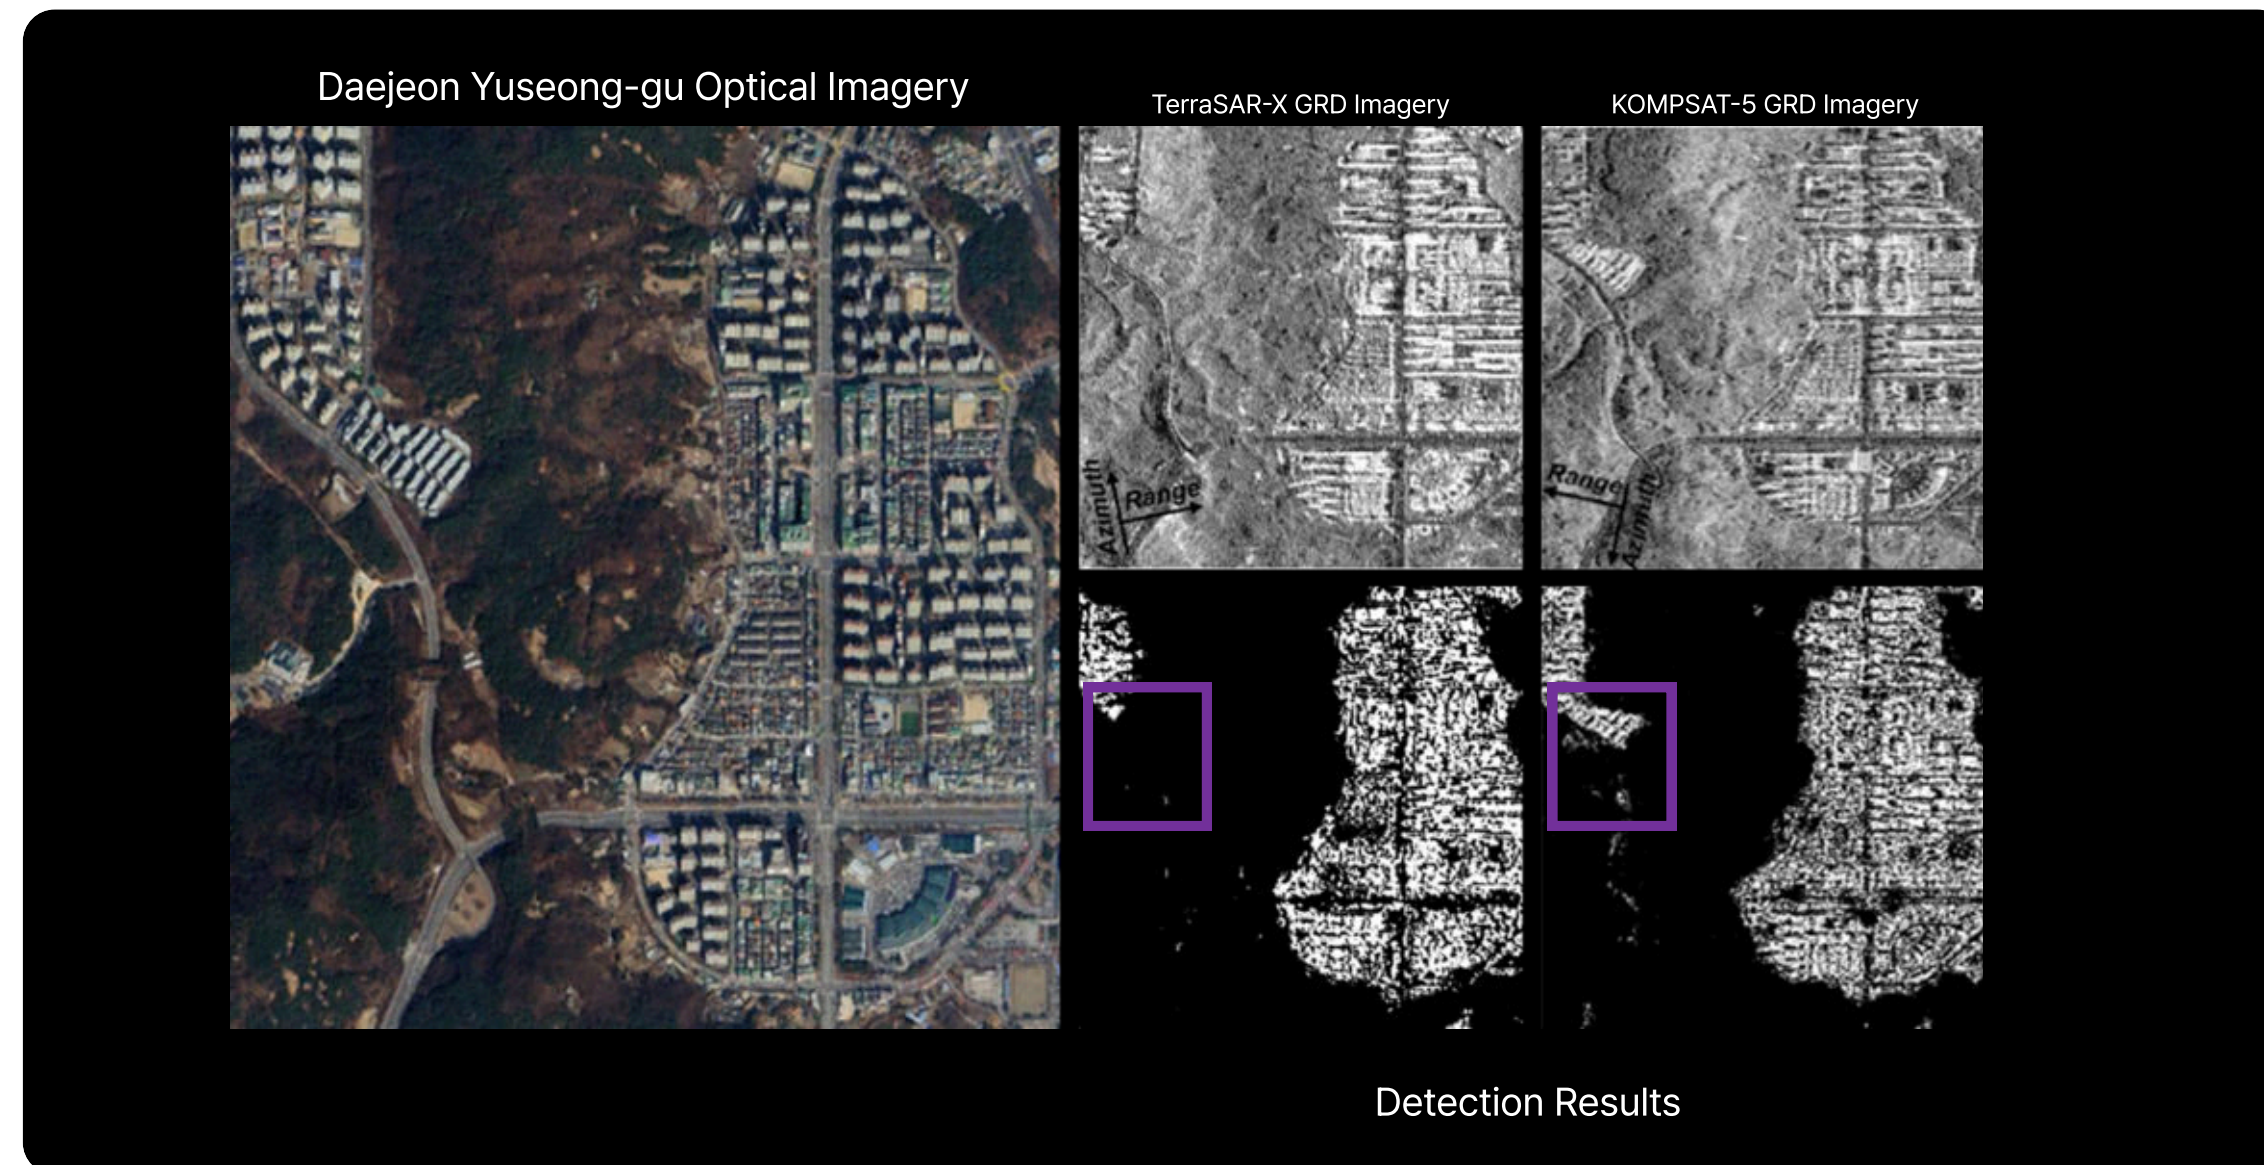 Daejeon Yuseong-gu Optical Imagery
TerraSAR-X GRD Imagery
KOMPSAT-5 GRD Imagery
Azimuth
Range
Range
Azimuth
Detection Results